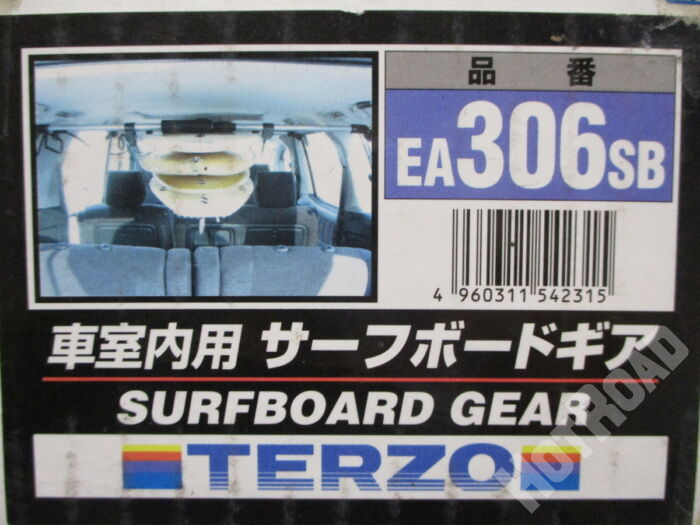 品番
EA306SB
4 960311 542315
車室内用 サーフボードギア
SURFBOARD GEAR
TERZO
HOTROAD